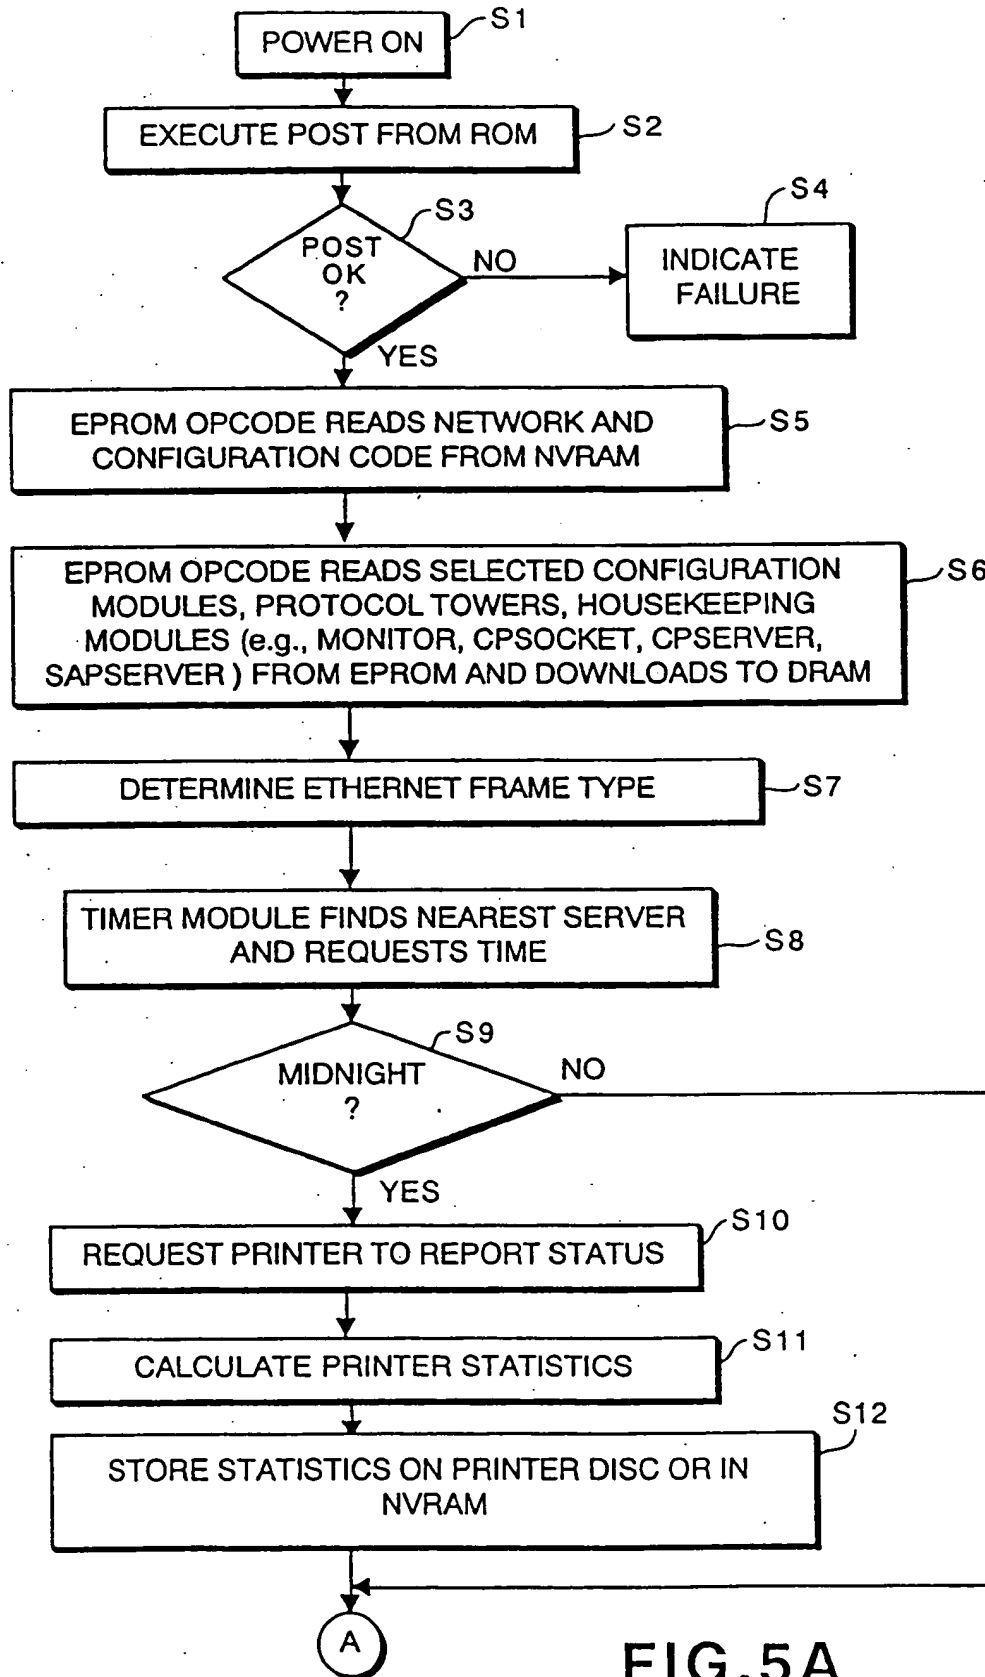 S1
POWER ON
EXECUTE POST FROM ROM
S2
S3
POST
OK
?
NO
S4
INDICATE
FAILURE
YES
EPROM OPCODE READS NETWORK AND
CONFIGURATION CODE FROM NVRAM
S5
EPROM OPCODE READS SELECTED CONFIGURATION
MODULES, PROTOCOL TOWERS, HOUSEKEEPING
MODULES (e.g., MONITOR, CPSOCKET, CPSERVER,
SAPSERVER ) FROM EPROM AND DOWNLOADS TO DRAM
S6
DETERMINE ETHERNET FRAME TYPE
S7
TIMER MODULE FINDS NEAREST SERVER
AND REQUESTS TIME
S8
S9
MIDNIGHT
?
NO
YES
S10
REQUEST PRINTER TO REPORT STATUS
S11
CALCULATE PRINTER STATISTICS
S12
STORE STATISTICS ON PRINTER DISC OR IN
NVRAM
A
FIG.5A